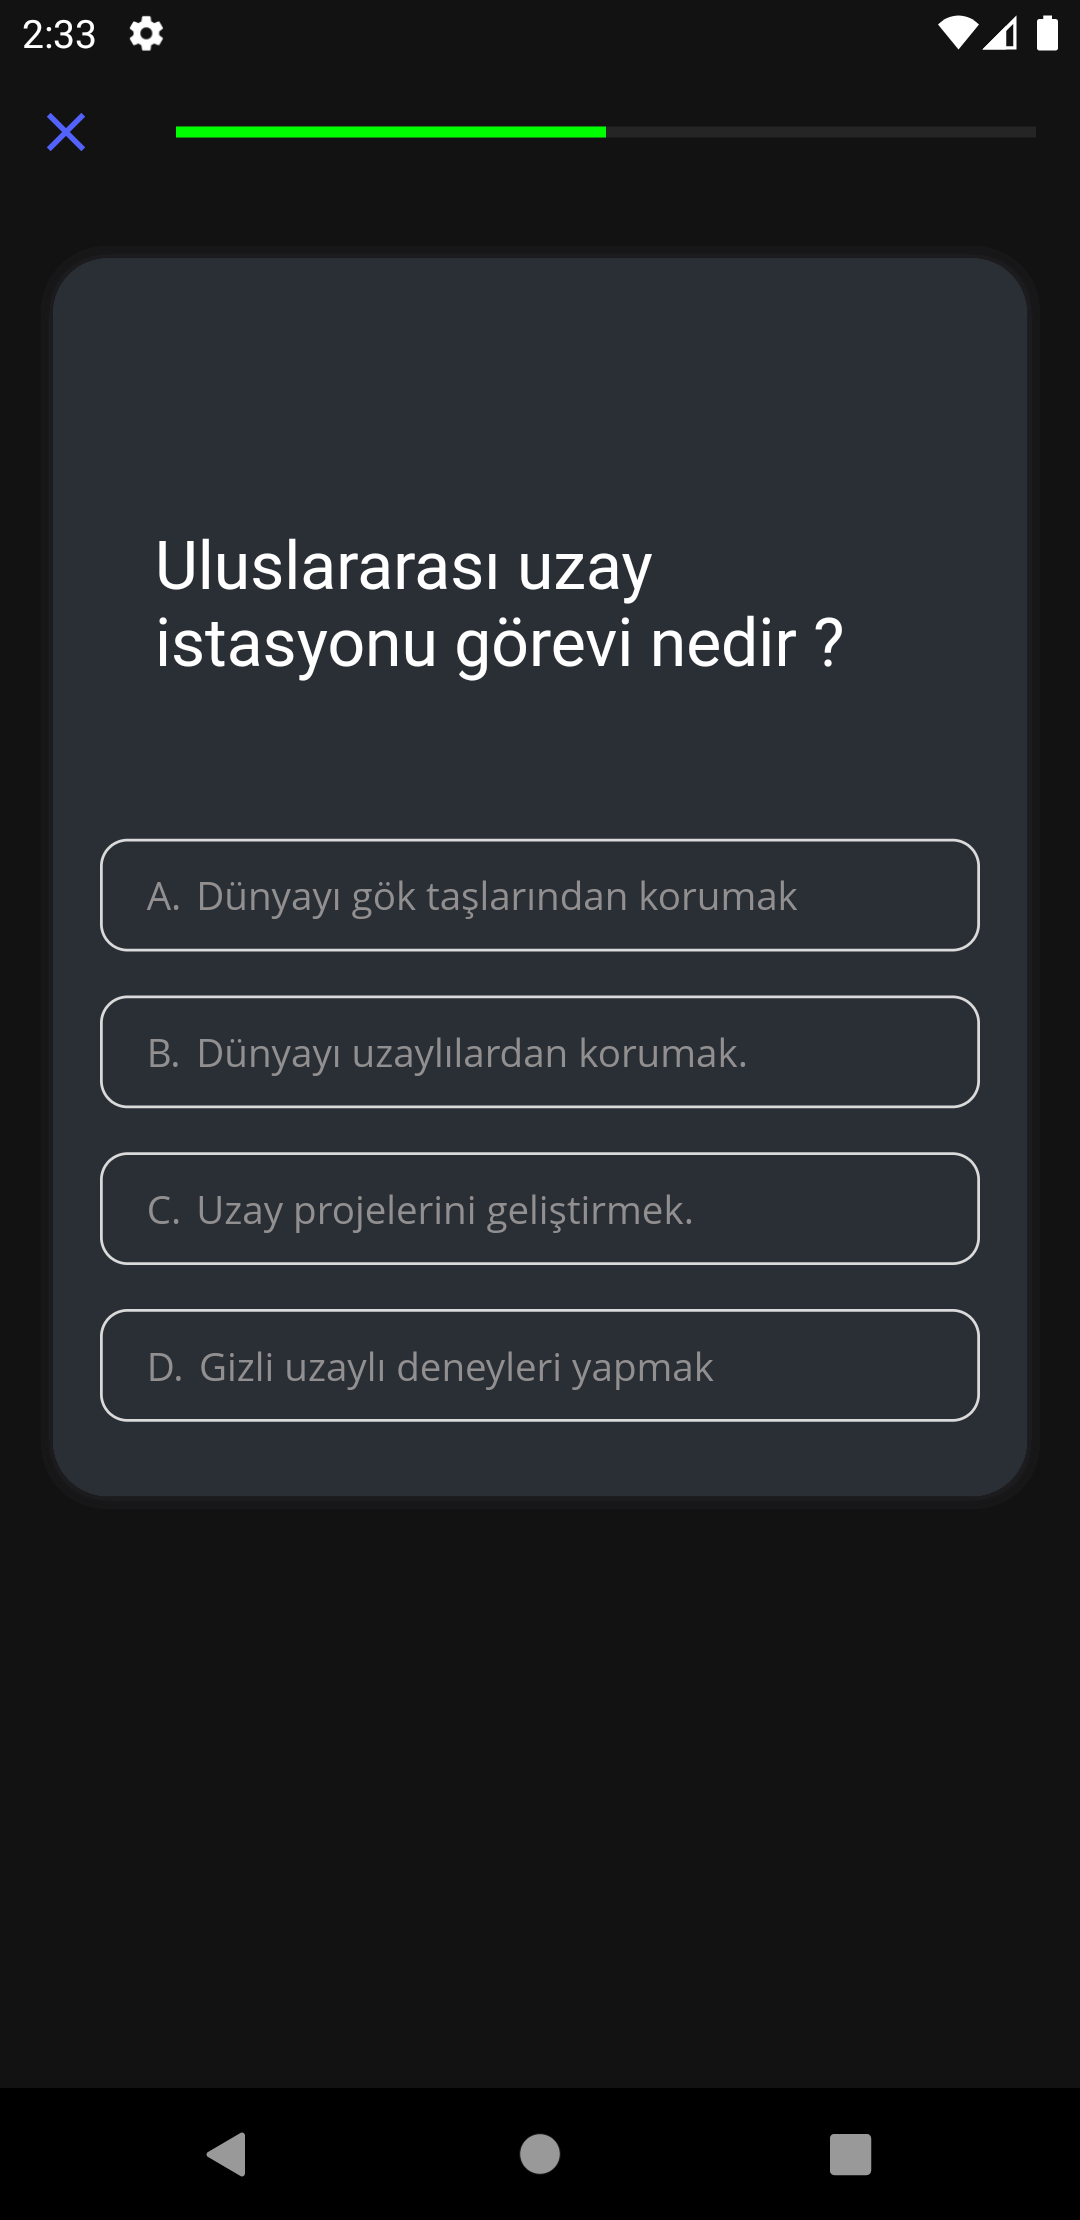 2:33
Uluslararası uzay
istasyonu görevi nedir ?
A. Dünyayı gök taşlarından korumak
B. Dünyayı uzaylılardan korumak.
C. Uzay projelerini geliştirmek.
D. Gizli uzaylı deneyleri yapmak